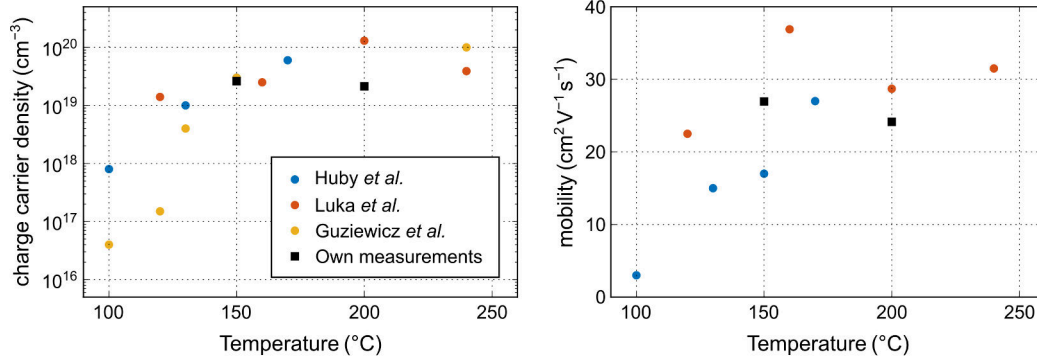 charge carrier density (cm⁻³)
10²⁰
10¹⁹
10¹⁸
10¹⁷
10¹⁶
100
150
200
250
Temperature (°C)
Huby et al.
Luka et al.
Guziewicz et al.
Own measurements
mobility (cm² V⁻¹ s⁻¹)
40
30
20
10
0
100
150
200
250
Temperature (°C)